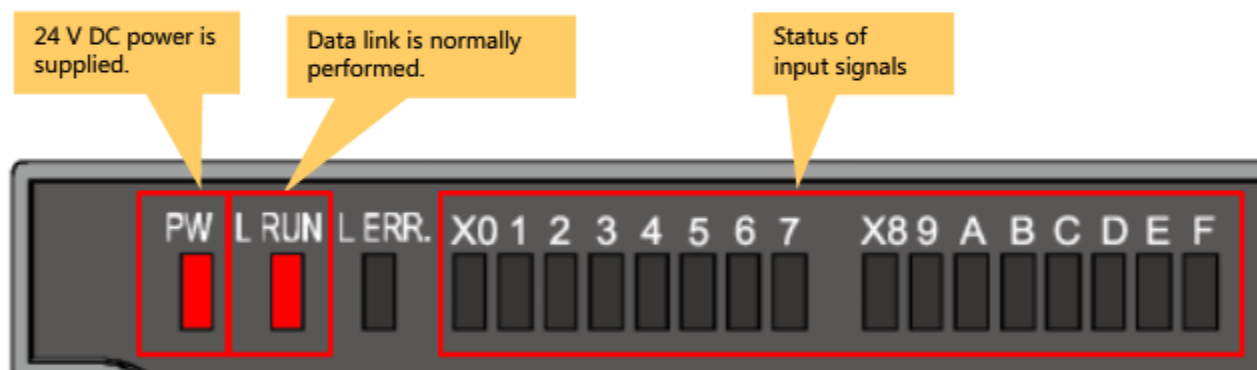 24 V DC power is
supplied.
Data link is normally
performed.
Status of
input signals
PW L RUN L ERR. X0 1 2 3 4 5 6 7 X8 9 A B C D E F